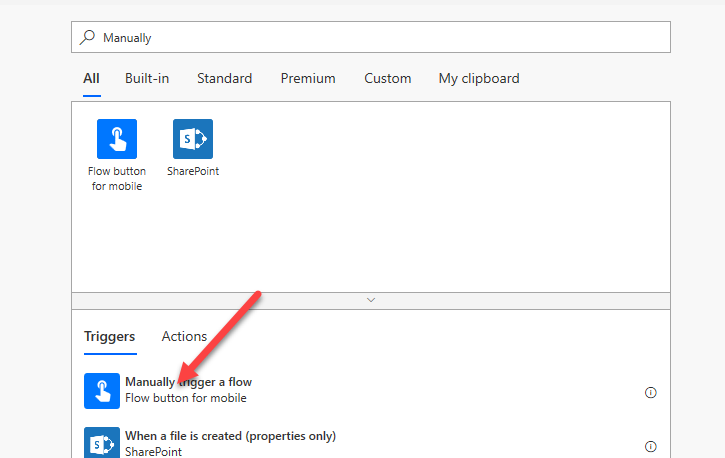 Manually
All Built-in Standard Premium Custom My clipboard
Flow button
for mobile
SharePoint
Triggers Actions
Manually trigger a flow
Flow button for mobile
When a file is created (properties only)
SharePoint